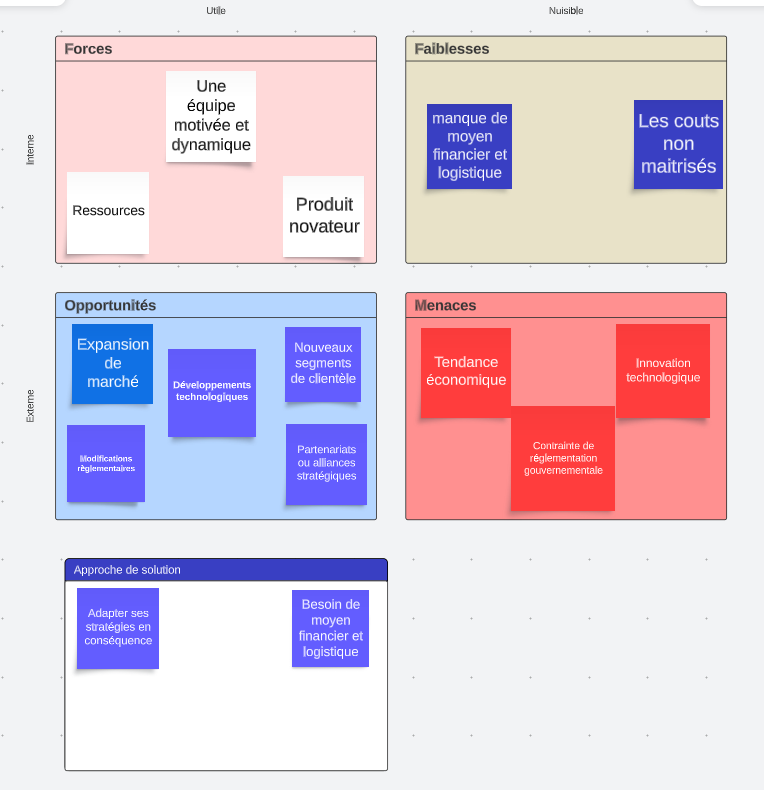 Utile
Nuisible
Interne
Forces
Une
équipe
motivée et
dynamique
Ressources
Produit
novateur
Faiblesses
manque de
moyen
financier et
logistique
Les couts
non
maitrisés
Externe
Opportunités
Expansion
de
marché
Développements
technologiques
Nouveaux
segments
de clientèle
Modifications
règlementaires
Partenariats
ou alliances
stratégiques
Menaces
Tendance
économique
Innovation
technologique
Contrainte de
réglementation
gouvernementale
Approche de solution
Adapter ses
stratégies en
conséquence
Besoin de
moyen
financier et
logistique